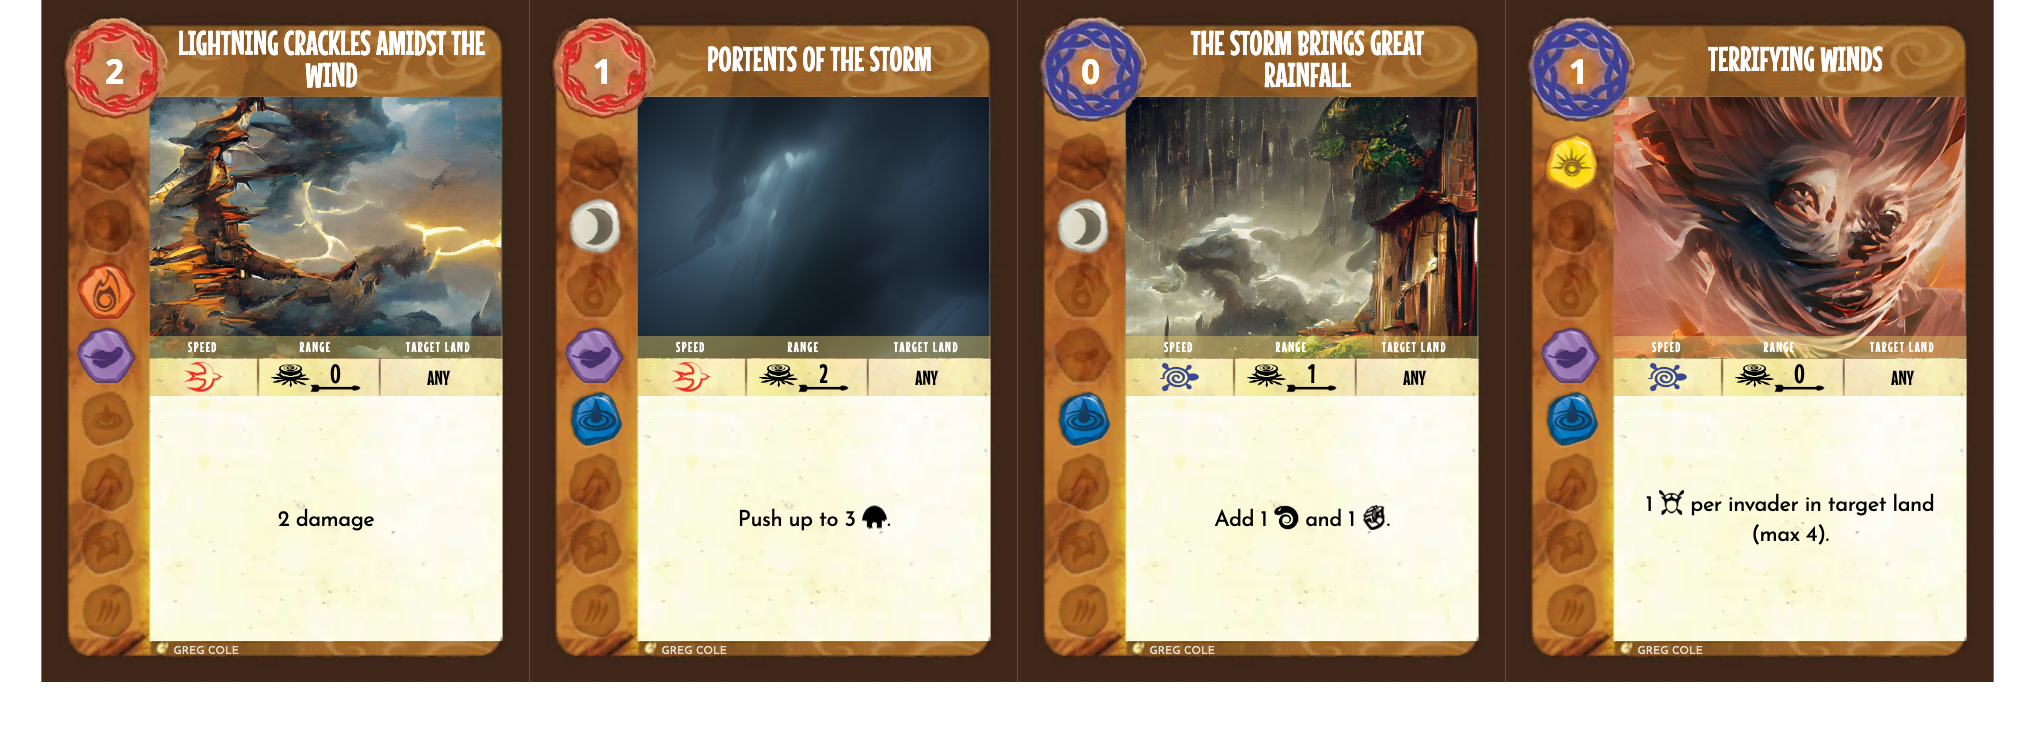 2
LIGHTNING CRACKLES AMIDST THE
WIND
SPEED RANGE TARGET LAND
0 ANY
2 damage
GREG COLE
1
PORTENTS OF THE STORM
SPEED RANGE TARGET LAND
2 ANY
Push up to 3 .
GREG COLE
0
THE STORM BRINGS GREAT
RAINFALL
SPEED RANGE TARGET LAND
1 ANY
Add 1 and 1 .
GREG COLE
1
TERRIFYING WINDS
SPEED RANGE TARGET LAND
0 ANY
1 per invader in target land
(max 4).
GREG COLE